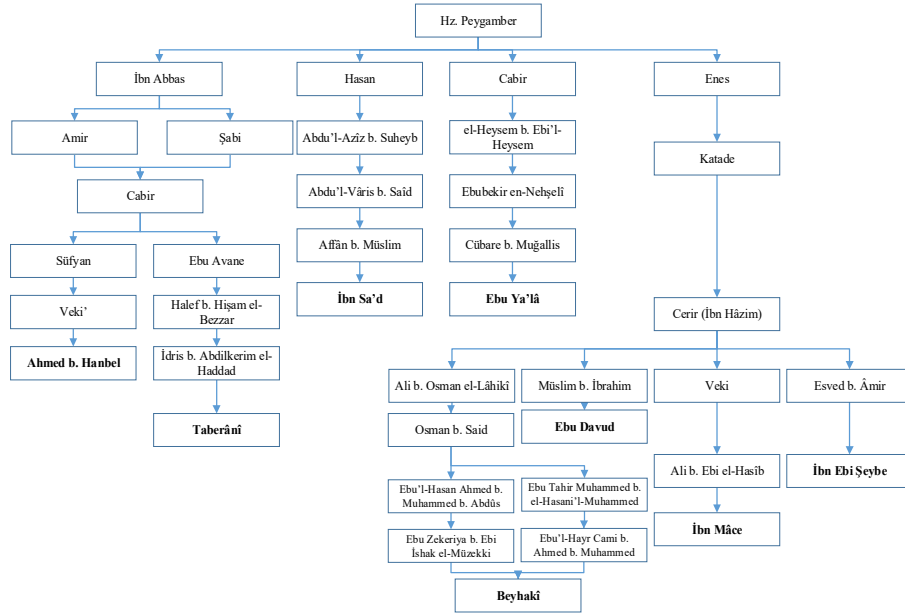 Hz. Peygamber
İbn Abbas
Hasan
Cabir
Enes
Amir
Şabi
Abdu'l-Azîz b. Suheyb
el-Heysem b. Ebi'l-
Heysem
Katade
Cabir
Abdu'l-Vâris b. Saîd
Ebubekir en-Nehşelî
Süfyan
Ebu Avane
Affân b. Müslim
Cübare b. Muğallis
Veki'
Halef b. Hişam el-
Bezzar
İbn Sa'd
Ebu Ya'lâ
Cerir (İbn Hâzim)
Ahmed b. Hanbel
İdris b. Abdilkerim el-
Haddad
Ali b. Osman el-Lâhikî
Müslim b. İbrahim
Veki
Esved b. Âmir
Taberânî
Osman b. Said
Ebu Davud
Ali b. Ebi el-Hasîb
İbn Ebi Şeybe
Ebu'l-Hasan Ahmed b.
Muhammed b. Abdûs
Ebu Tahir Muhammed b.
el-Hasani'l-Muhammed
Ebu Zekeriya b. Ebi
İshak el-Müzekki
Ebu'l-Hayr Cami b.
Ahmed b. Muhammed
İbn Mâce
Beyhakî